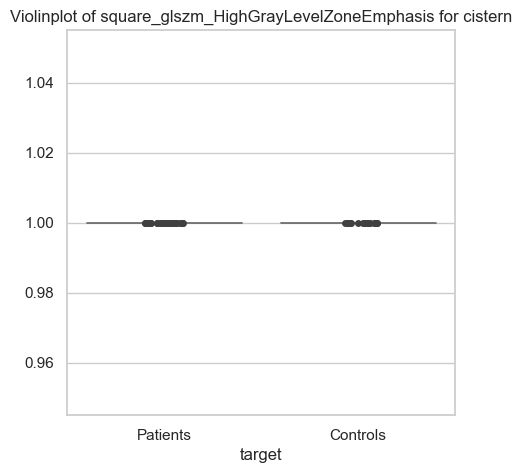 Violinplot of square_glszm_HighGrayLevelZoneEmphasis for cistern
1.04
1.02
1.00
0.98
0.96
Patients
Controls
target